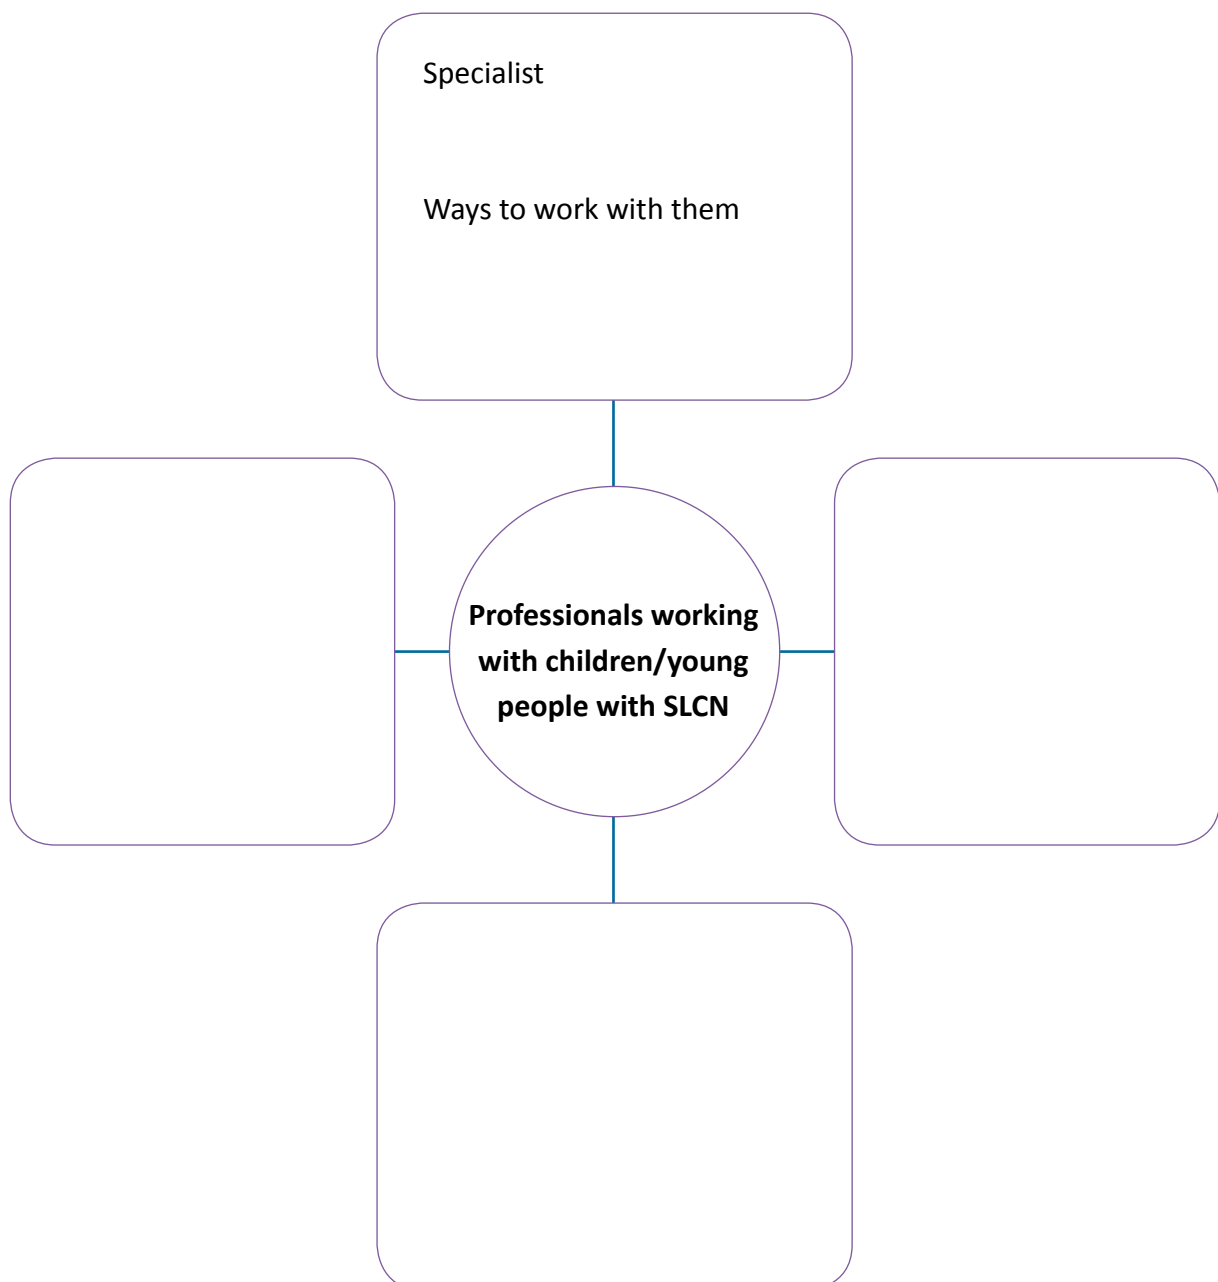 Specialist
Ways to work with them
Professionals working
with children/young
people with SLCN